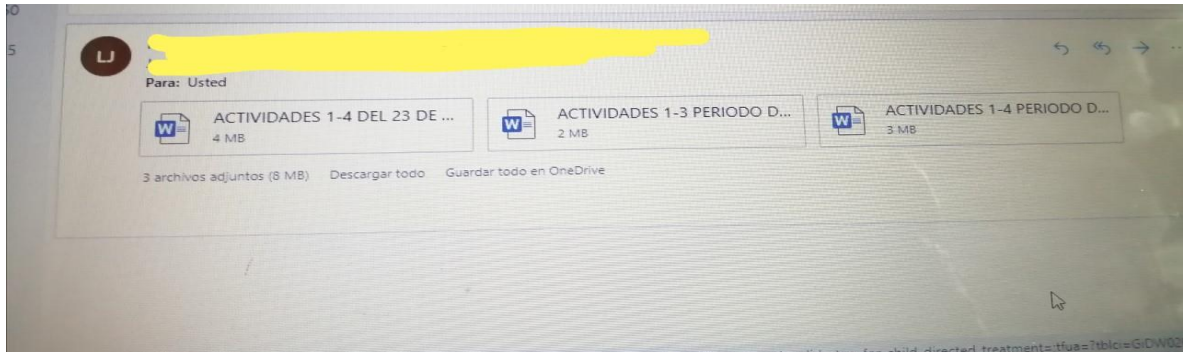 5
LJ
Para: Usted
ACTIVIDADES 1-4 DEL 23 DE ...
4 MB
ACTIVIDADES 1-3 PERIODO D...
2 MB
ACTIVIDADES 1-4 PERIODO D...
3 MB
3 archivos adjuntos (8 MB) Descargar todo Guardar todo en OneDrive